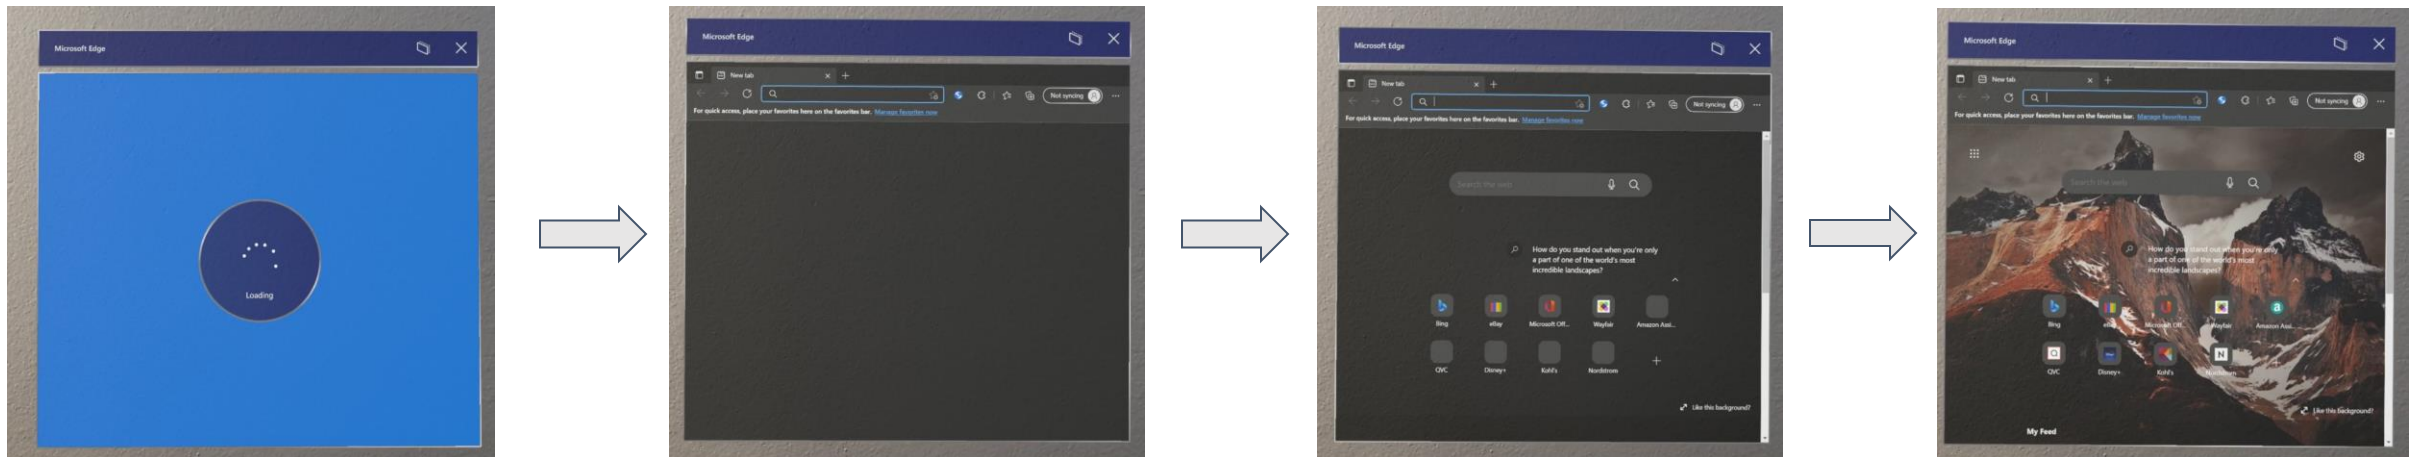 Microsoft Edge
Loading
Microsoft Edge
New tab
Not syncing
For quick access, place your favorites here on the favorites bar. Manage favorites now
Microsoft Edge
New tab
Not syncing
For quick access, place your favorites here on the favorites bar. Manage favorites now
Search the web
How do you stand out when you're only
a part of one of the world's most
incredible landscapes?
Bing eBay Microsoft Off... Wayfair Amazon Assi...
QVC Disney+ Kohl's Nordstrom
Like this background?
Microsoft Edge
New tab
Not syncing
For quick access, place your favorites here on the favorites bar. Manage favorites now
Search the web
How do you stand out when you're only
a part of one of the world's most
incredible landscapes?
Bing eBay Microsoft Off... Wayfair Amazon Assi...
QVC Disney+ Kohl's Nordstrom
Like this background?
My Feed